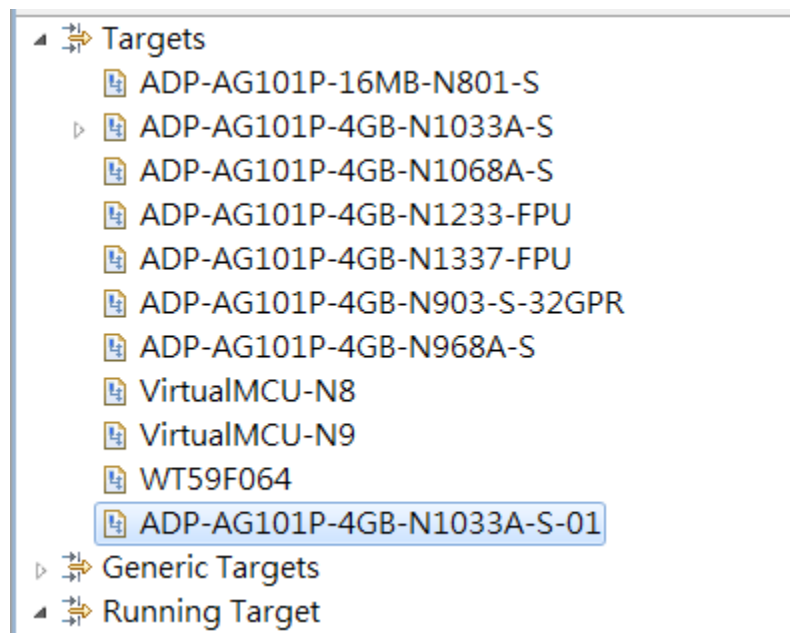 Targets
ADP-AG101P-16MB-N801-S
ADP-AG101P-4GB-N1033A-S
ADP-AG101P-4GB-N1068A-S
ADP-AG101P-4GB-N1233-FPU
ADP-AG101P-4GB-N1337-FPU
ADP-AG101P-4GB-N903-S-32GPR
ADP-AG101P-4GB-N968A-S
VirtualMCU-N8
VirtualMCU-N9
WT59F064
ADP-AG101P-4GB-N1033A-S-01
Generic Targets
Running Target